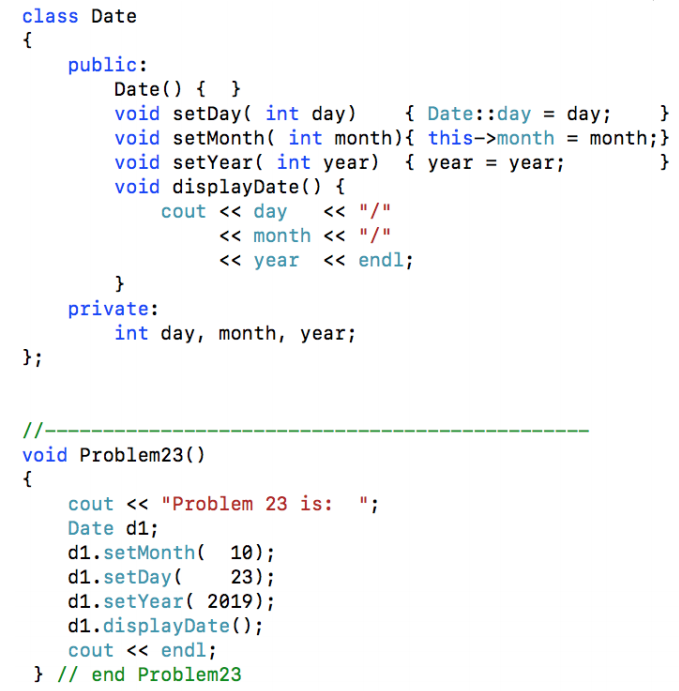 class Date
{
    public:
        Date() {  }
        void setDay( int day)    { Date::day = day;    }
        void setMonth( int month){ this->month = month;}
        void setYear( int year)  { year = year;        }
        void displayDate() {
            cout << day   << "/"
                 << month << "/"
                 << year  << endl;
        }
    private:
        int day, month, year;
};
//-----------------------------------------------
void Problem23()
{
    cout << "Problem 23 is:  ";
    Date d1;
    d1.setMonth(  10);
    d1.setDay(    23);
    d1.setYear( 2019);
    d1.displayDate();
    cout << endl;
 } // end Problem23